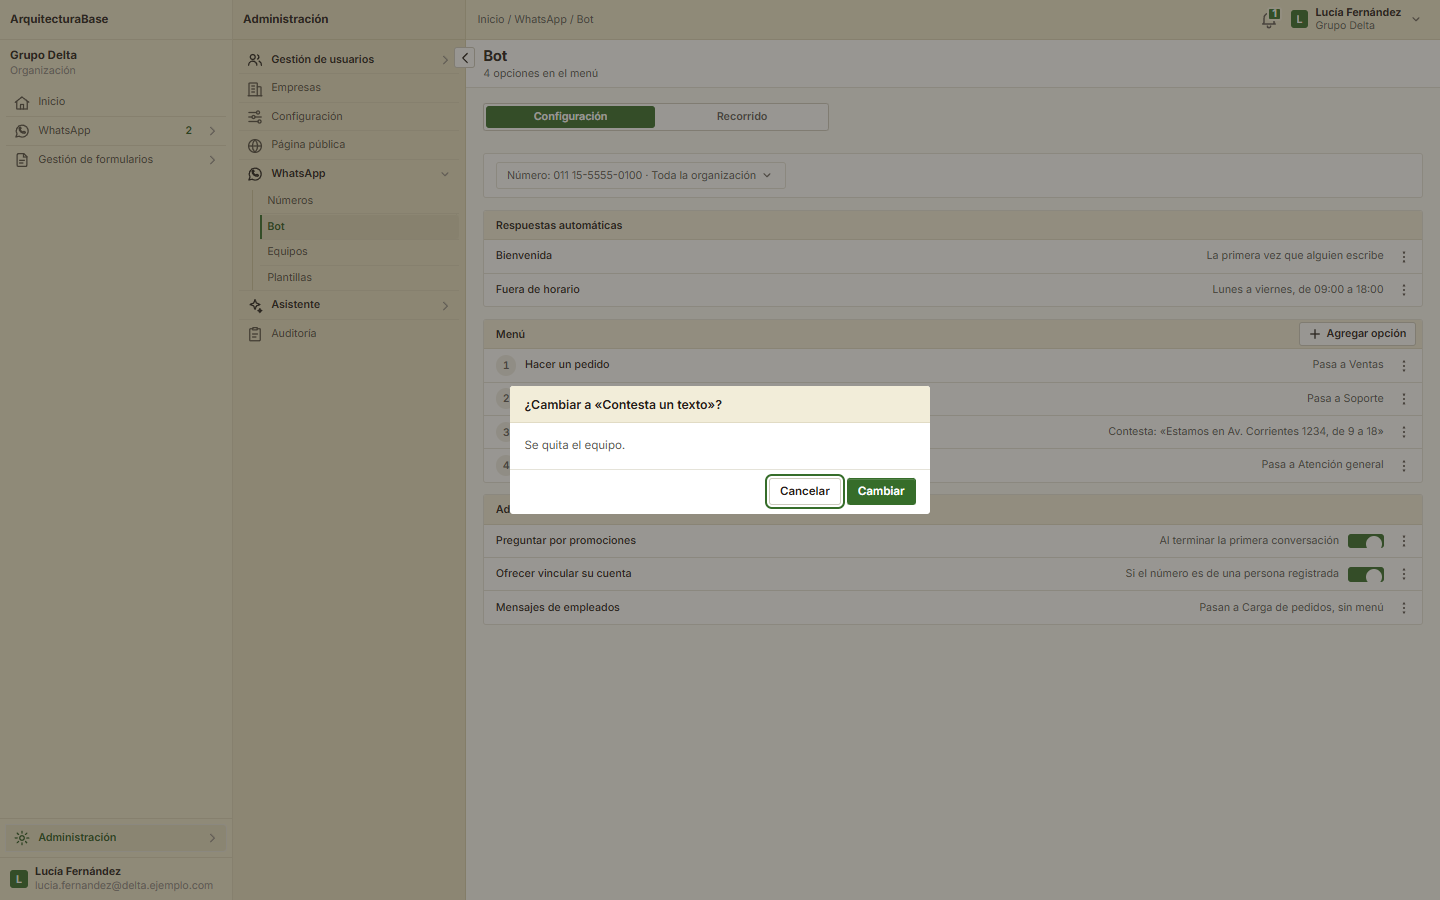 ArquitecturaBase
Grupo Delta
Organización
Inicio
WhatsApp 2
Gestión de formularios
Administración
Lucía Fernández
lucia.fernandez@delta.ejemplo.com
L
Administración
Gestión de usuarios
Empresas
Configuración
Página pública
WhatsApp
Números
Bot
Equipos
Plantillas
Asistente
Auditoría
Inicio / WhatsApp / Bot
1
L
Lucía Fernández
Grupo Delta
Bot
4 opciones en el menú
Configuración
Recorrido
Número: 011 15-5555-0100 · Toda la organización
Respuestas automáticas
Bienvenida La primera vez que alguien escribe
Fuera de horario Lunes a viernes, de 09:00 a 18:00
Menú Agregar opción
1 Hacer un pedido Pasa a Ventas
2 Pasa a Soporte
3 Contesta: «Estamos en Av. Corrientes 1234, de 9 a 18»
4 Pasa a Atención general
¿Cambiar a «Contesta un texto»?
Se quita el equipo.
Cancelar Cambiar
Ad
Preguntar por promociones Al terminar la primera conversación
Ofrecer vincular su cuenta Si el número es de una persona registrada
Mensajes de empleados Pasan a Carga de pedidos, sin menú